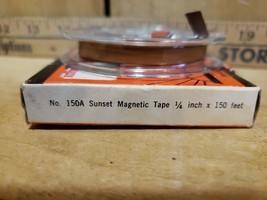 STOR
No. 150A Sunset Magnetic Tape ¼ inch x 150 feet